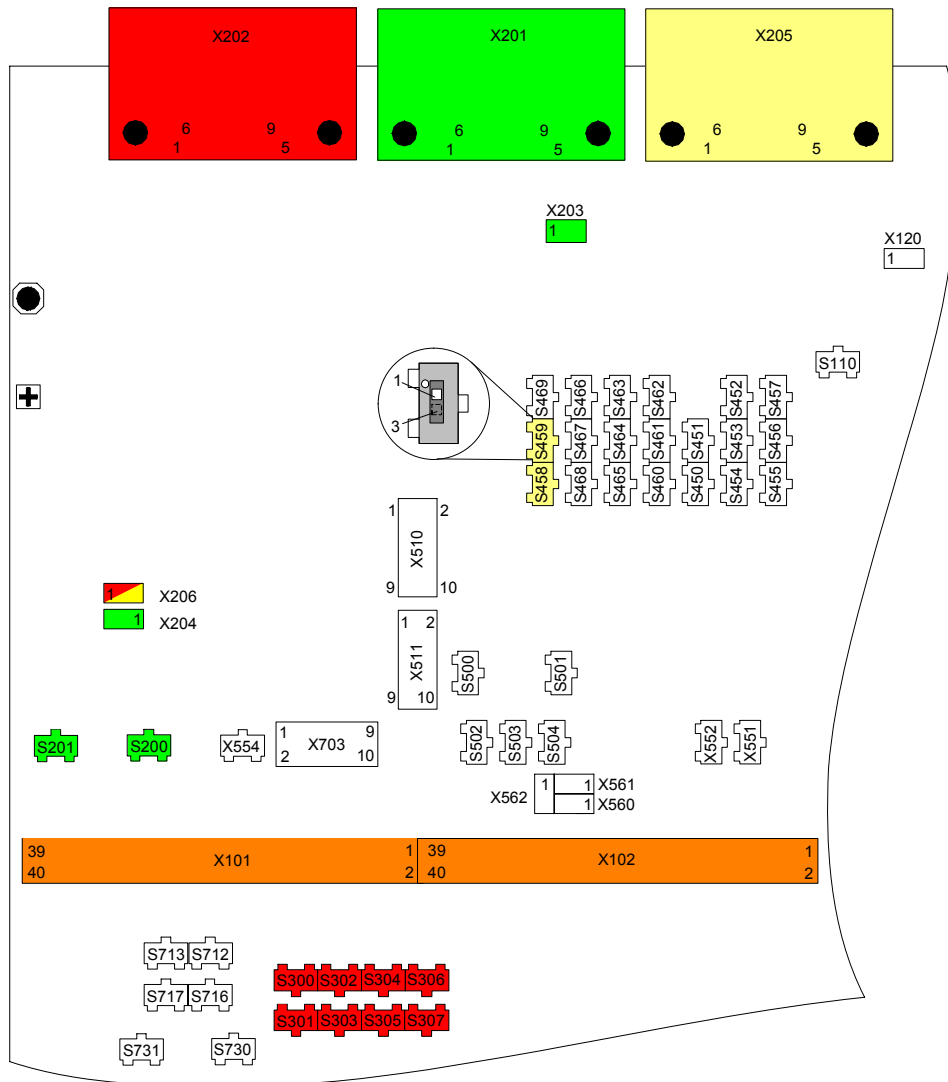 X202 X201 X205
6 9 6 9 6 9
1 5 1 5 1 5
X203
1
X120
1
S110
1
3
S469 S466 S463 S462 S452 S457
S459 S467 S464 S461 S451 S453 S456
S458 S468 S465 S460 S450 S454 S455
1 2
X510
9 10
1 X206
1 X204
1 2
X511
9 10
S500 S501
S201 S200 X554
1 9
X703
2 10
S502 S503 S504 X552 X551
X562 1
1 X561
1 X560
39 1 39 1
X101 X102
40 2 40 2
S713 S712
S717 S716
S731 S730
S300 S302 S304 S306
S301 S303 S305 S307